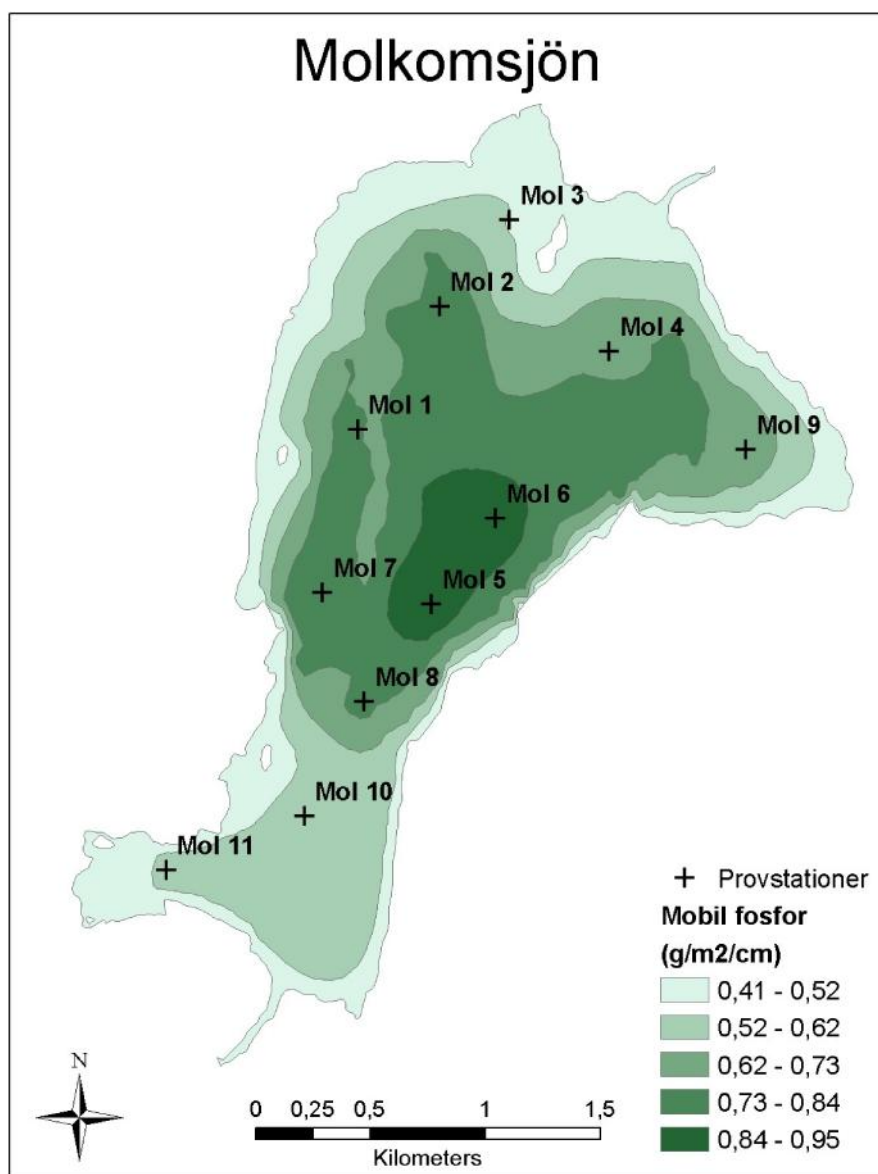 Molkomsjön
Mol 3
Mol 2
Mol 4
Mol 1
Mol 9
Mol 6
Mol 7
Mol 5
Mol 8
Mol 10
Mol 11
Provstationer
Mobil fosfor
(g/m2/cm)
0,41 - 0,52
0,52 - 0,62
0,62 - 0,73
0,73 - 0,84
0,84 - 0,95
N
0 0,25 0,5 1 1,5
Kilometers